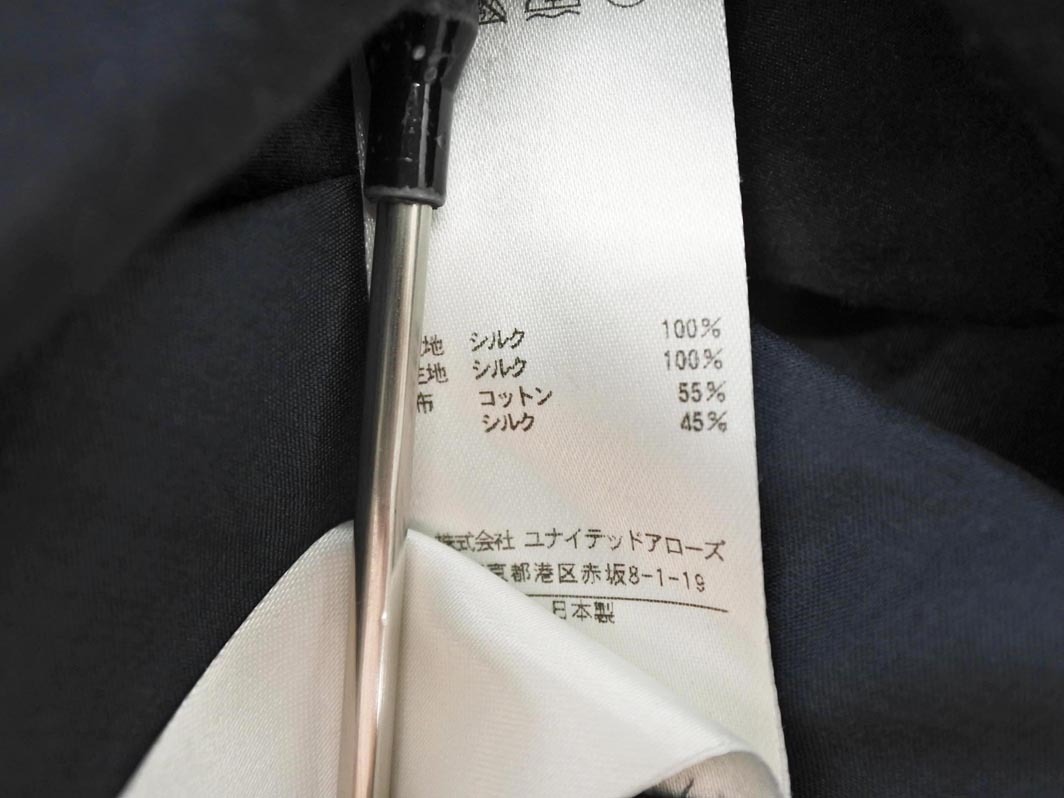 地 シルク 100%
地 シルク 100%
布 コットン 55%
シルク 45%
株式会社 ユナイテッドアローズ
京都港区赤坂8-1-19
日本製